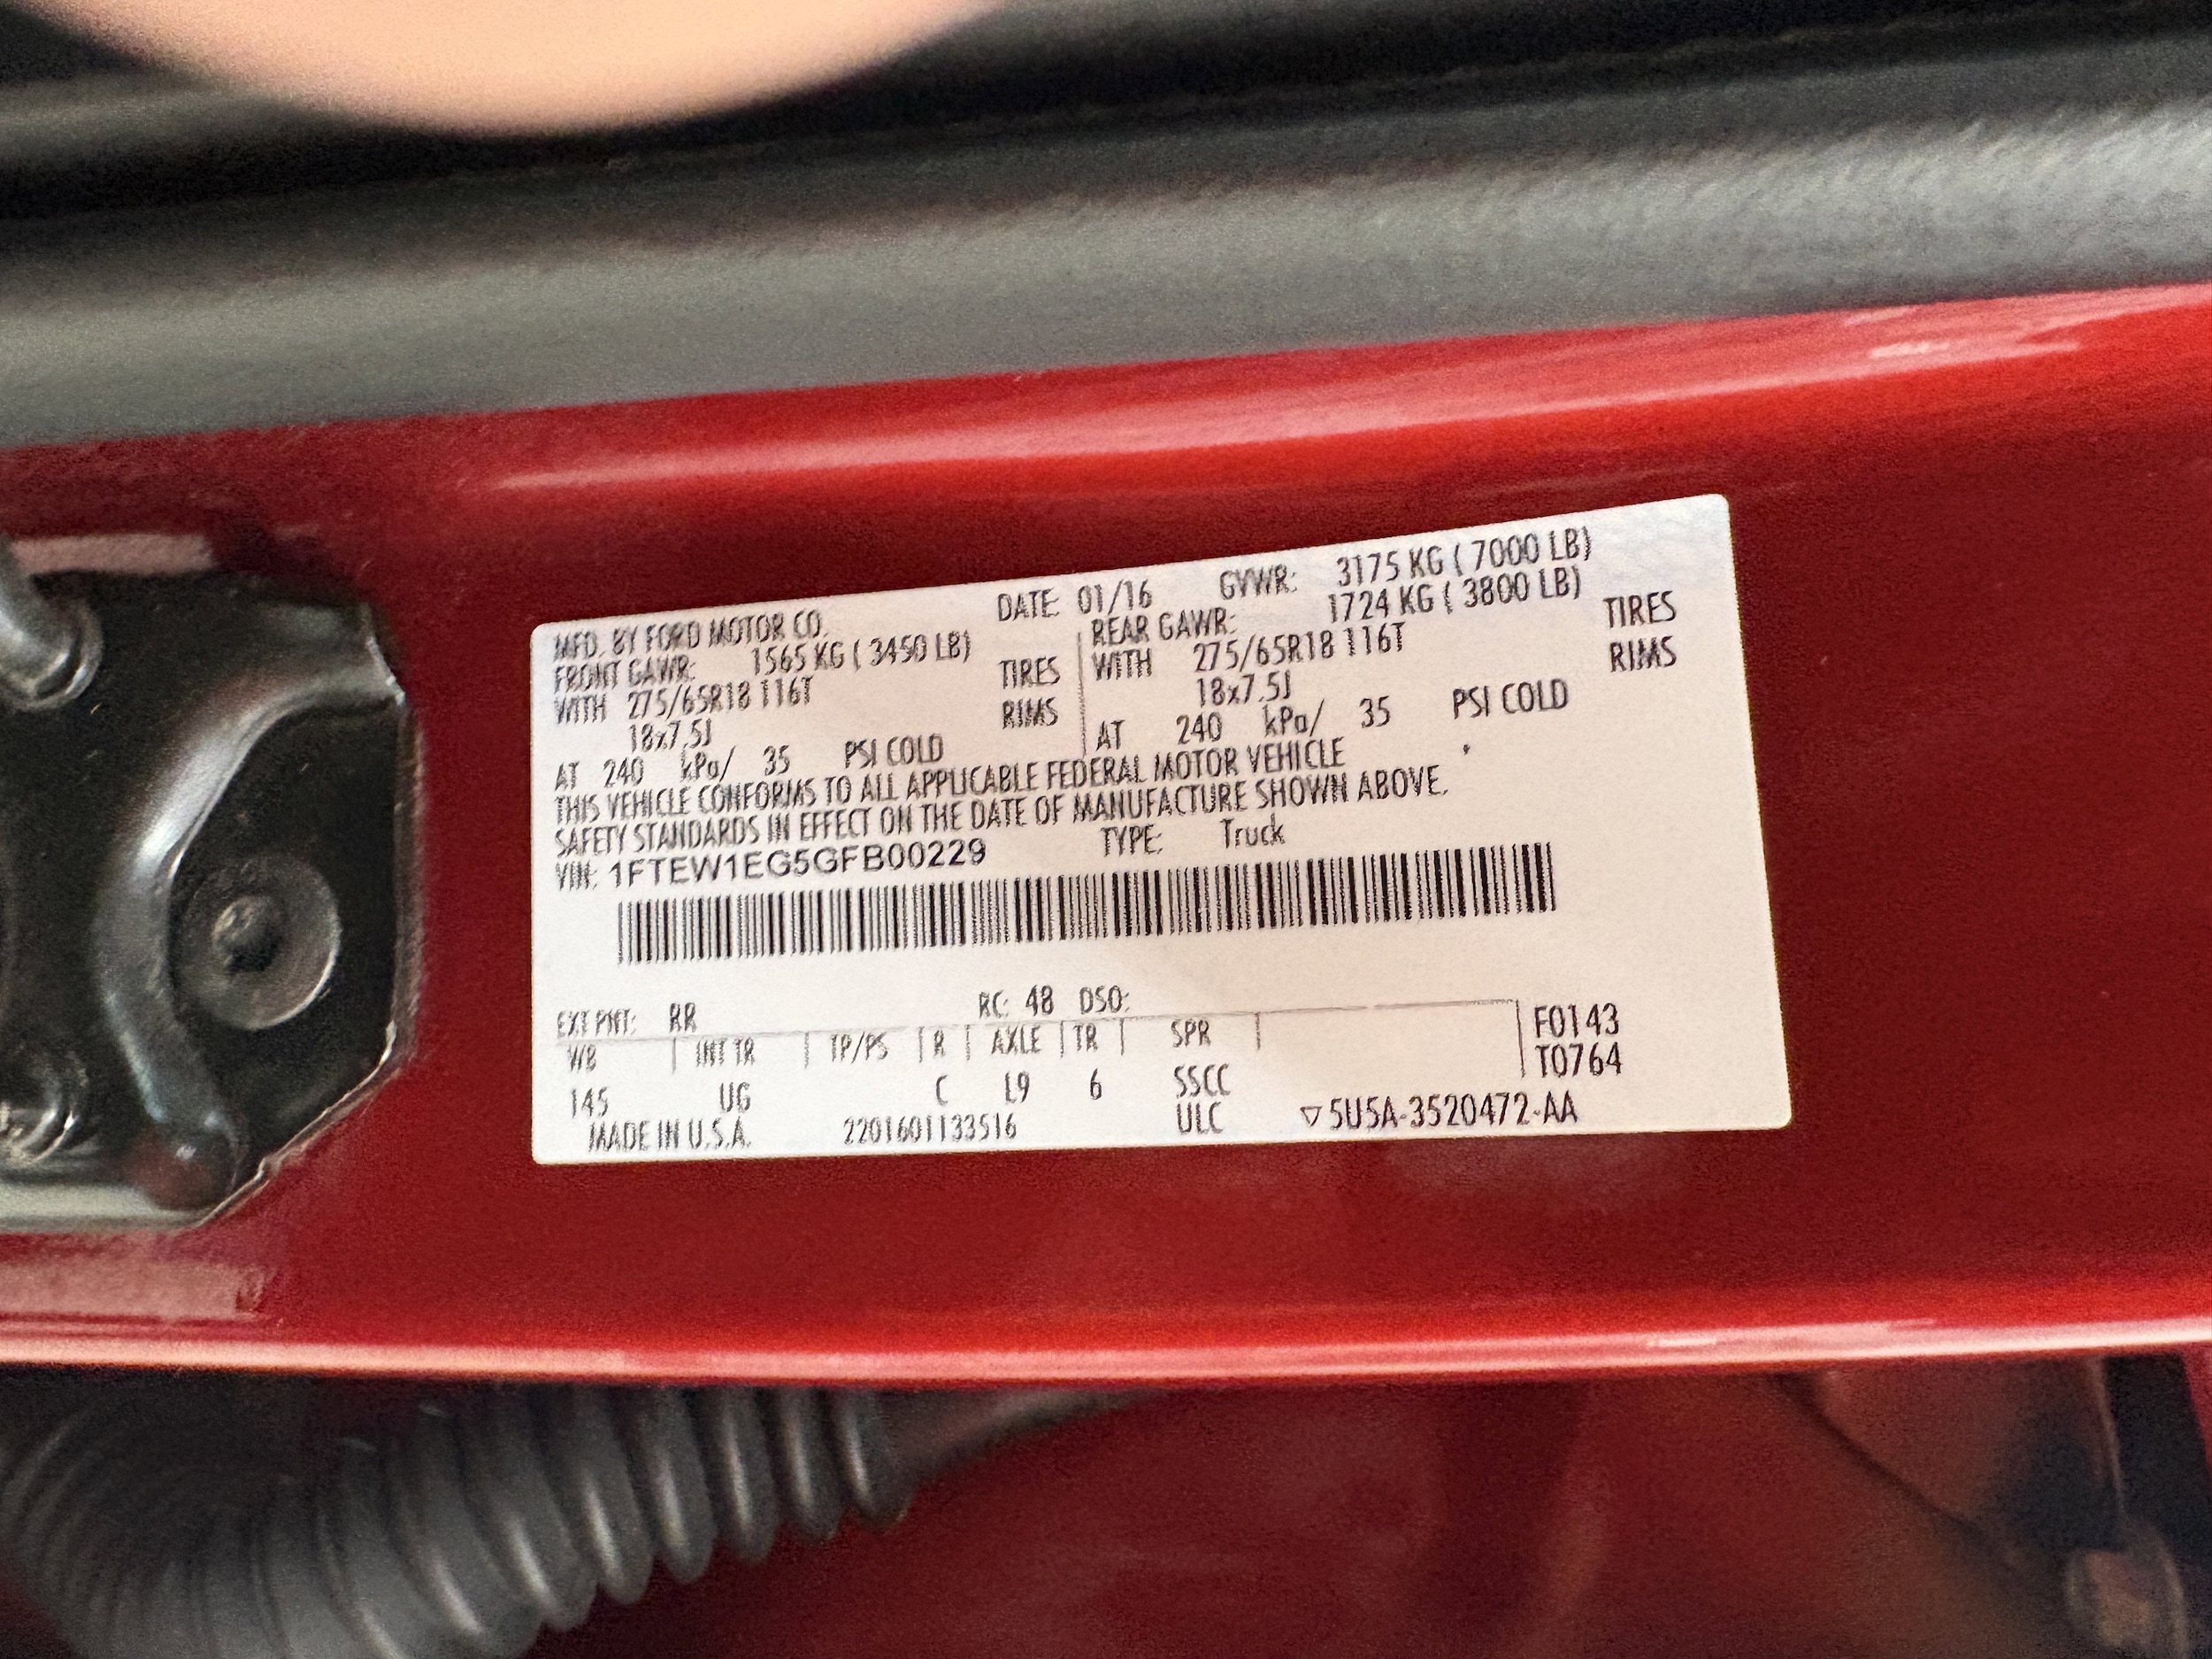 MFD. BY FORD MOTOR CO. DATE: 01/16 GVWR: 3175 KG ( 7000 LB)
FRONT GAWR: 1565 KG ( 3450 LB) REAR GAWR: 1724 KG ( 3800 LB)
WITH 275/65R18 116T TIRES WITH 275/65R18 116T TIRES
18x7.5J RIMS 18x7.5J RIMS
AT 240 kPa/ 35 PSI COLD AT 240 kPa/ 35 PSI COLD
THIS VEHICLE CONFORMS TO ALL APPLICABLE FEDERAL MOTOR VEHICLE
SAFETY STANDARDS IN EFFECT ON THE DATE OF MANUFACTURE SHOWN ABOVE.
VIN: 1FTEW1EG5GFB00229 TYPE: Truck
EXT PNT: RR RC: 48 DSO: F0143
WB INT TR TP/PS R AXLE TR SPR T0764
145 UG C L9 6 SSCC
MADE IN U.S.A. 2201601133516 ULC ▽5U5A-3520472-AA